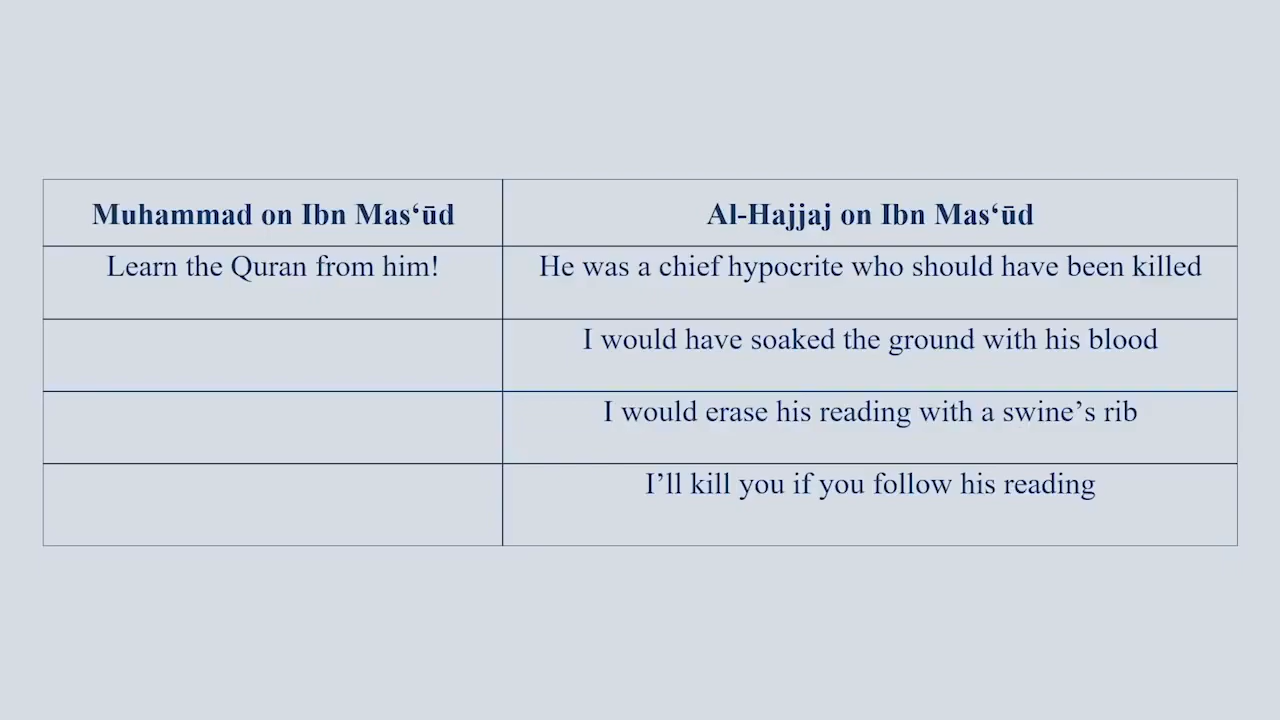 Muhammad on Ibn Mas‘ūd
Al-Hajjaj on Ibn Mas‘ūd
Learn the Quran from him!
He was a chief hypocrite who should have been killed
I would have soaked the ground with his blood
I would erase his reading with a swine’s rib
I’ll kill you if you follow his reading